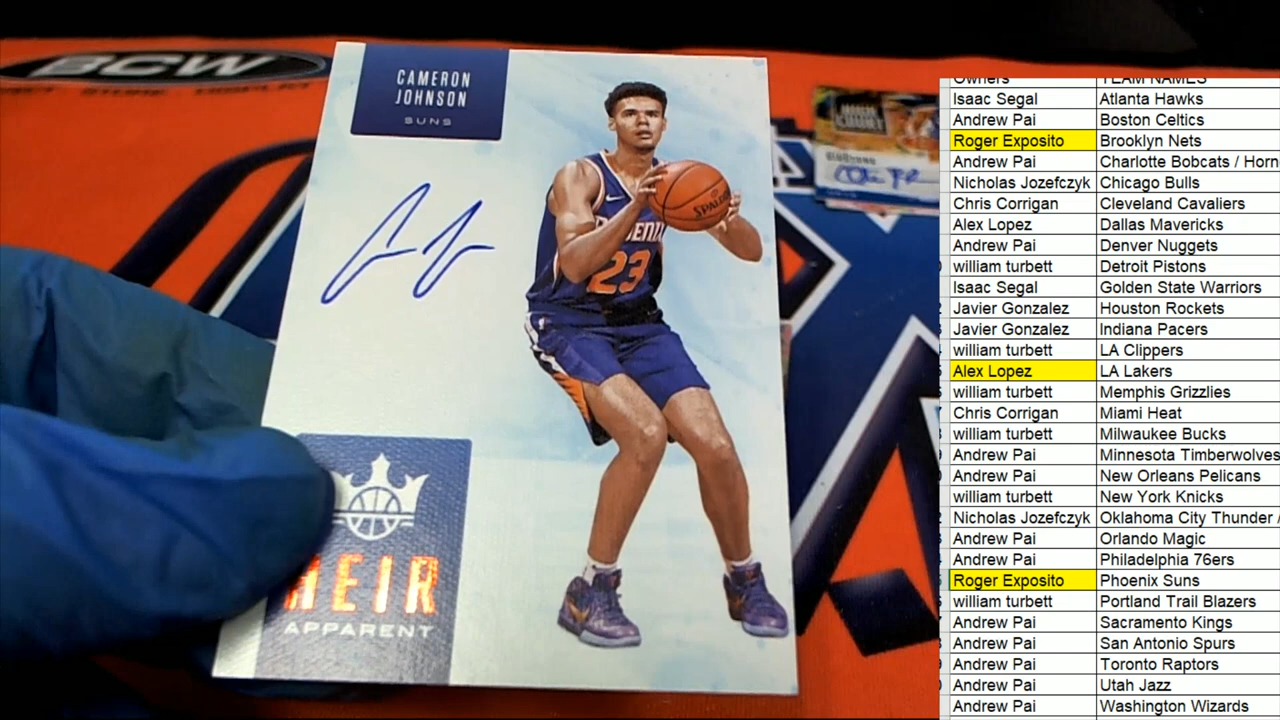 BCW
CAMERON
JOHNSON
SUNS
SPALDING
23
HEIR
APPARENT
Owners TEAM NAMES
Isaac Segal Atlanta Hawks
Andrew Pai Boston Celtics
Roger Exposito Brooklyn Nets
Andrew Pai Charlotte Bobcats / Horn
Nicholas Jozefczyk Chicago Bulls
Chris Corrigan Cleveland Cavaliers
Alex Lopez Dallas Mavericks
Andrew Pai Denver Nuggets
william turbett Detroit Pistons
Isaac Segal Golden State Warriors
Javier Gonzalez Houston Rockets
Javier Gonzalez Indiana Pacers
william turbett LA Clippers
Alex Lopez LA Lakers
william turbett Memphis Grizzlies
Chris Corrigan Miami Heat
william turbett Milwaukee Bucks
Andrew Pai Minnesota Timberwolves
Andrew Pai New Orleans Pelicans
william turbett New York Knicks
Nicholas Jozefczyk Oklahoma City Thunder /
Andrew Pai Orlando Magic
Andrew Pai Philadelphia 76ers
Roger Exposito Phoenix Suns
william turbett Portland Trail Blazers
Andrew Pai Sacramento Kings
Andrew Pai San Antonio Spurs
Andrew Pai Toronto Raptors
Andrew Pai Utah Jazz
Andrew Pai Washington Wizards